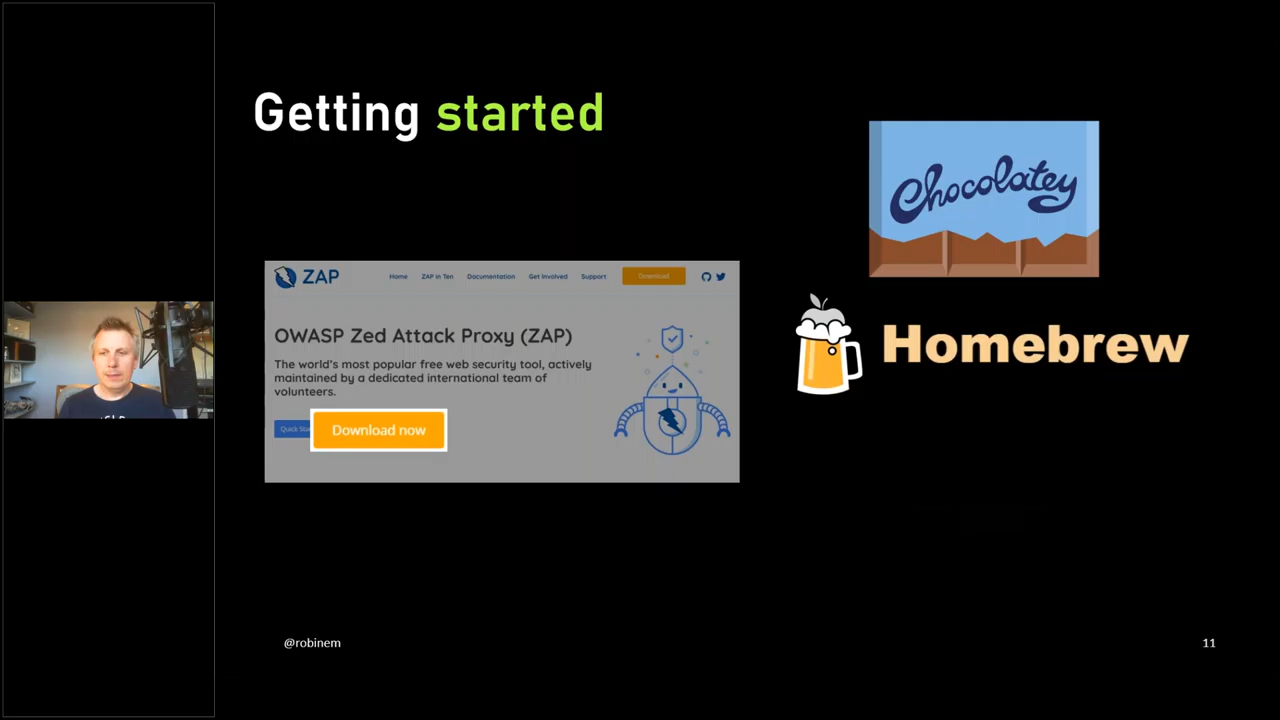 Getting started
Chocolatey
ZAP
Home ZAP in Ten Documentation Get Involved Support Download
OWASP Zed Attack Proxy (ZAP)
The world's most popular free web security tool, actively
maintained by a dedicated international team of
volunteers.
Quick
Download now
Homebrew
@robinem
11